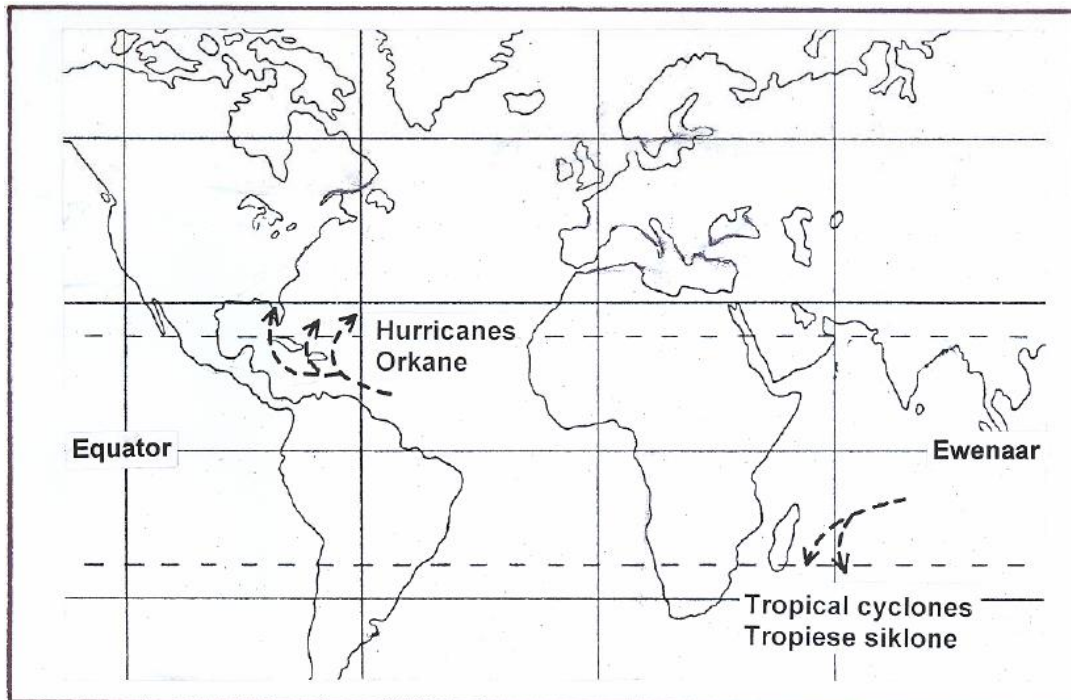 Hurricanes
Orkane
Equator
Ewenaar
Tropical cyclones
Tropiese siklone